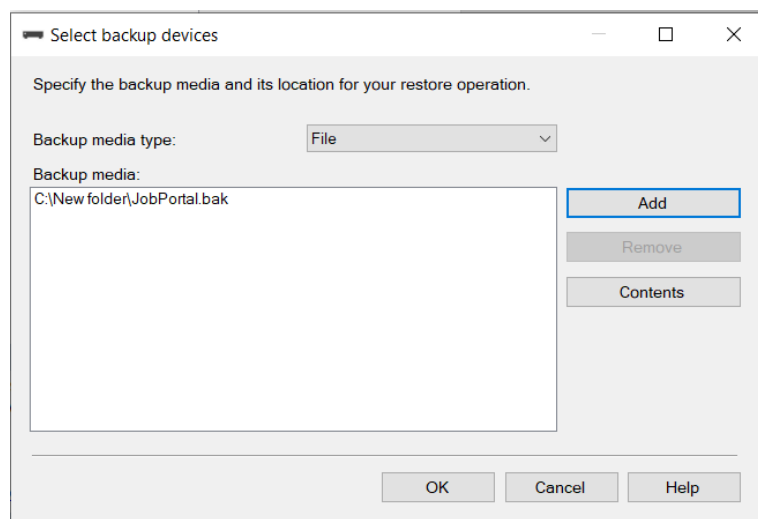 Select backup devices
Specify the backup media and its location for your restore operation.
Backup media type:
File
Backup media:
C:\New folder\JobPortal.bak
Add
Remove
Contents
OK
Cancel
Help